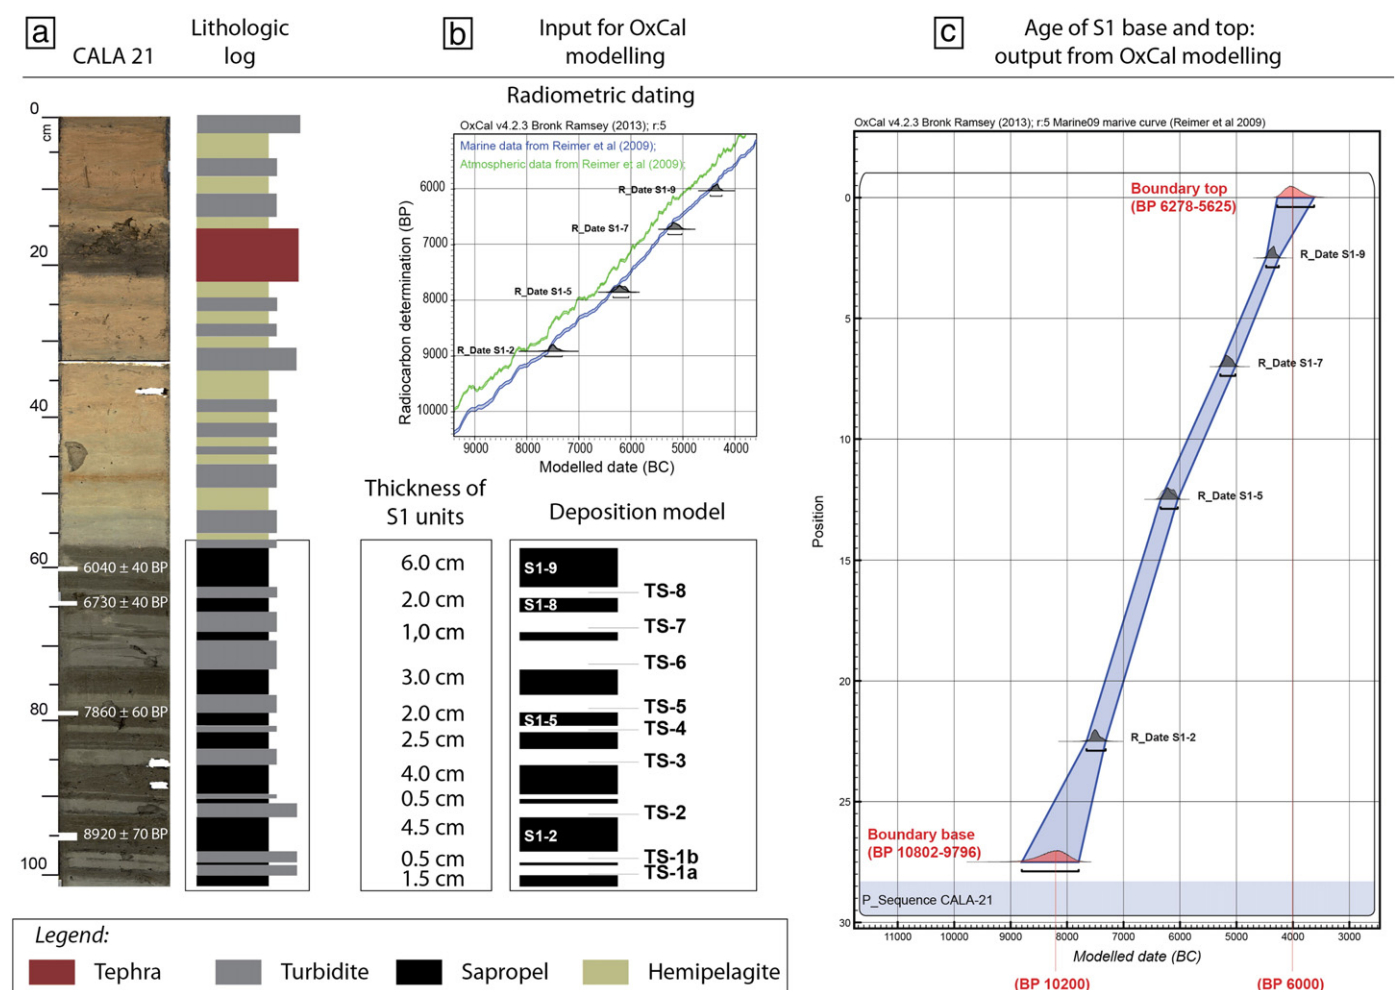 a
CALA 21
Lithologic
log
b
Input for OxCal
modelling
c
Age of S1 base and top:
output from OxCal modelling
0
cm
20
40
60
80
100
6040 ± 40 BP
6730 ± 40 BP
7860 ± 60 BP
8920 ± 70 BP
Radiometric dating
OxCal v4.2.3 Bronk Ramsey (2013); r:5
Marine data from Reimer et al (2009);
Atmospheric data from Reimer et al (2009);
Radiocarbon determination (BP)
6000
7000
8000
9000
10000
R_Date S1-9
R_Date S1-7
R_Date S1-5
R_Date S1-2
9000 8000 7000 6000 5000 4000
Modelled date (BC)
Thickness of
S1 units
6.0 cm
2.0 cm
1,0 cm
3.0 cm
2.0 cm
2.5 cm
4.0 cm
0.5 cm
4.5 cm
0.5 cm
1.5 cm
Deposition model
S1-9
S1-8
S1-5
S1-2
TS-8
TS-7
TS-6
TS-5
TS-4
TS-3
TS-2
TS-1b
TS-1a
OxCal v4.2.3 Bronk Ramsey (2013); r:5 Marine09 marive curve (Reimer et al 2009)
Position
0
5
10
15
20
25
30
Boundary top
(BP 6278-5625)
R_Date S1-9
R_Date S1-7
R_Date S1-5
R_Date S1-2
Boundary base
(BP 10802-9796)
P_Sequence CALA-21
11000 10000 9000 8000 7000 6000 5000 4000 3000
Modelled date (BC)
(BP 10200)
(BP 6000)
Legend:
Tephra
Turbidite
Sapropel
Hemipelagite